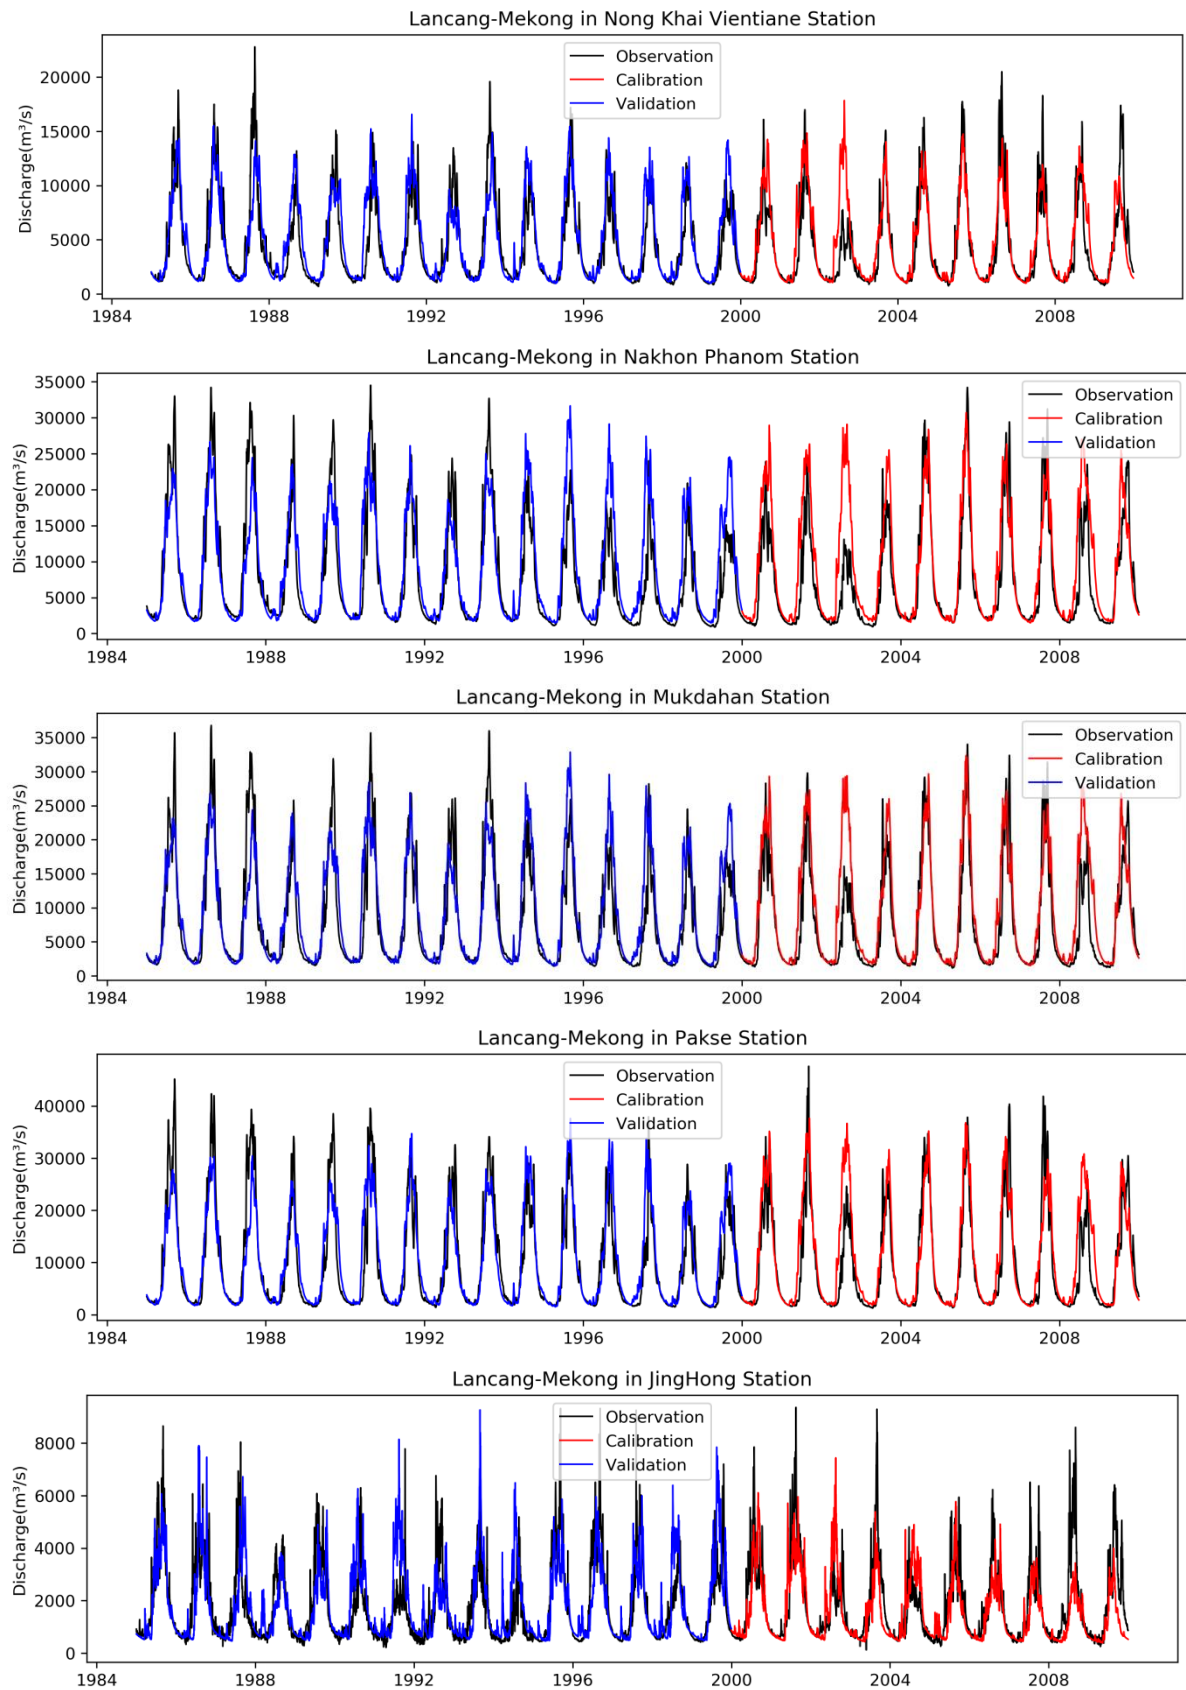 Lancang-Mekong in Nong Khai Vientiane Station
Discharge(m³/s)
20000
15000
10000
5000
0
Observation
Calibration
Validation
1984 1988 1992 1996 2000 2004 2008
Lancang-Mekong in Nakhon Phanom Station
Discharge(m³/s)
35000
30000
25000
20000
15000
10000
5000
0
Observation
Calibration
Validation
1984 1988 1992 1996 2000 2004 2008
Lancang-Mekong in Mukdahan Station
Discharge(m³/s)
35000
30000
25000
20000
15000
10000
5000
0
Observation
Calibration
Validation
1984 1988 1992 1996 2000 2004 2008
Lancang-Mekong in Pakse Station
Discharge(m³/s)
40000
30000
20000
10000
0
Observation
Calibration
Validation
1984 1988 1992 1996 2000 2004 2008
Lancang-Mekong in JingHong Station
Discharge(m³/s)
8000
6000
4000
2000
0
Observation
Calibration
Validation
1984 1988 1992 1996 2000 2004 2008